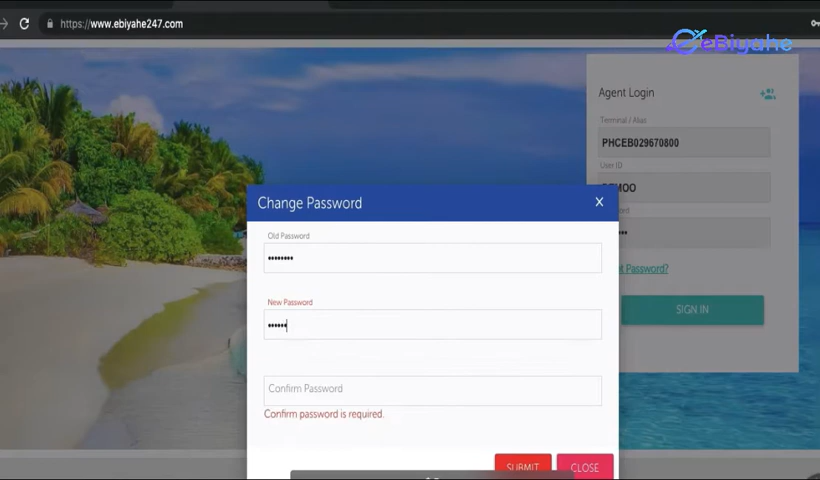 https://www.ebiyahe247.com
eBiyahe
Agent Login
Terminal / Alias
PHCEB029670800
User ID
Change Password
X
Old Password
••••••••
Password?
New Password
••••••
SIGN IN
Confirm Password
Confirm password is required.
SUBMIT
CLOSE